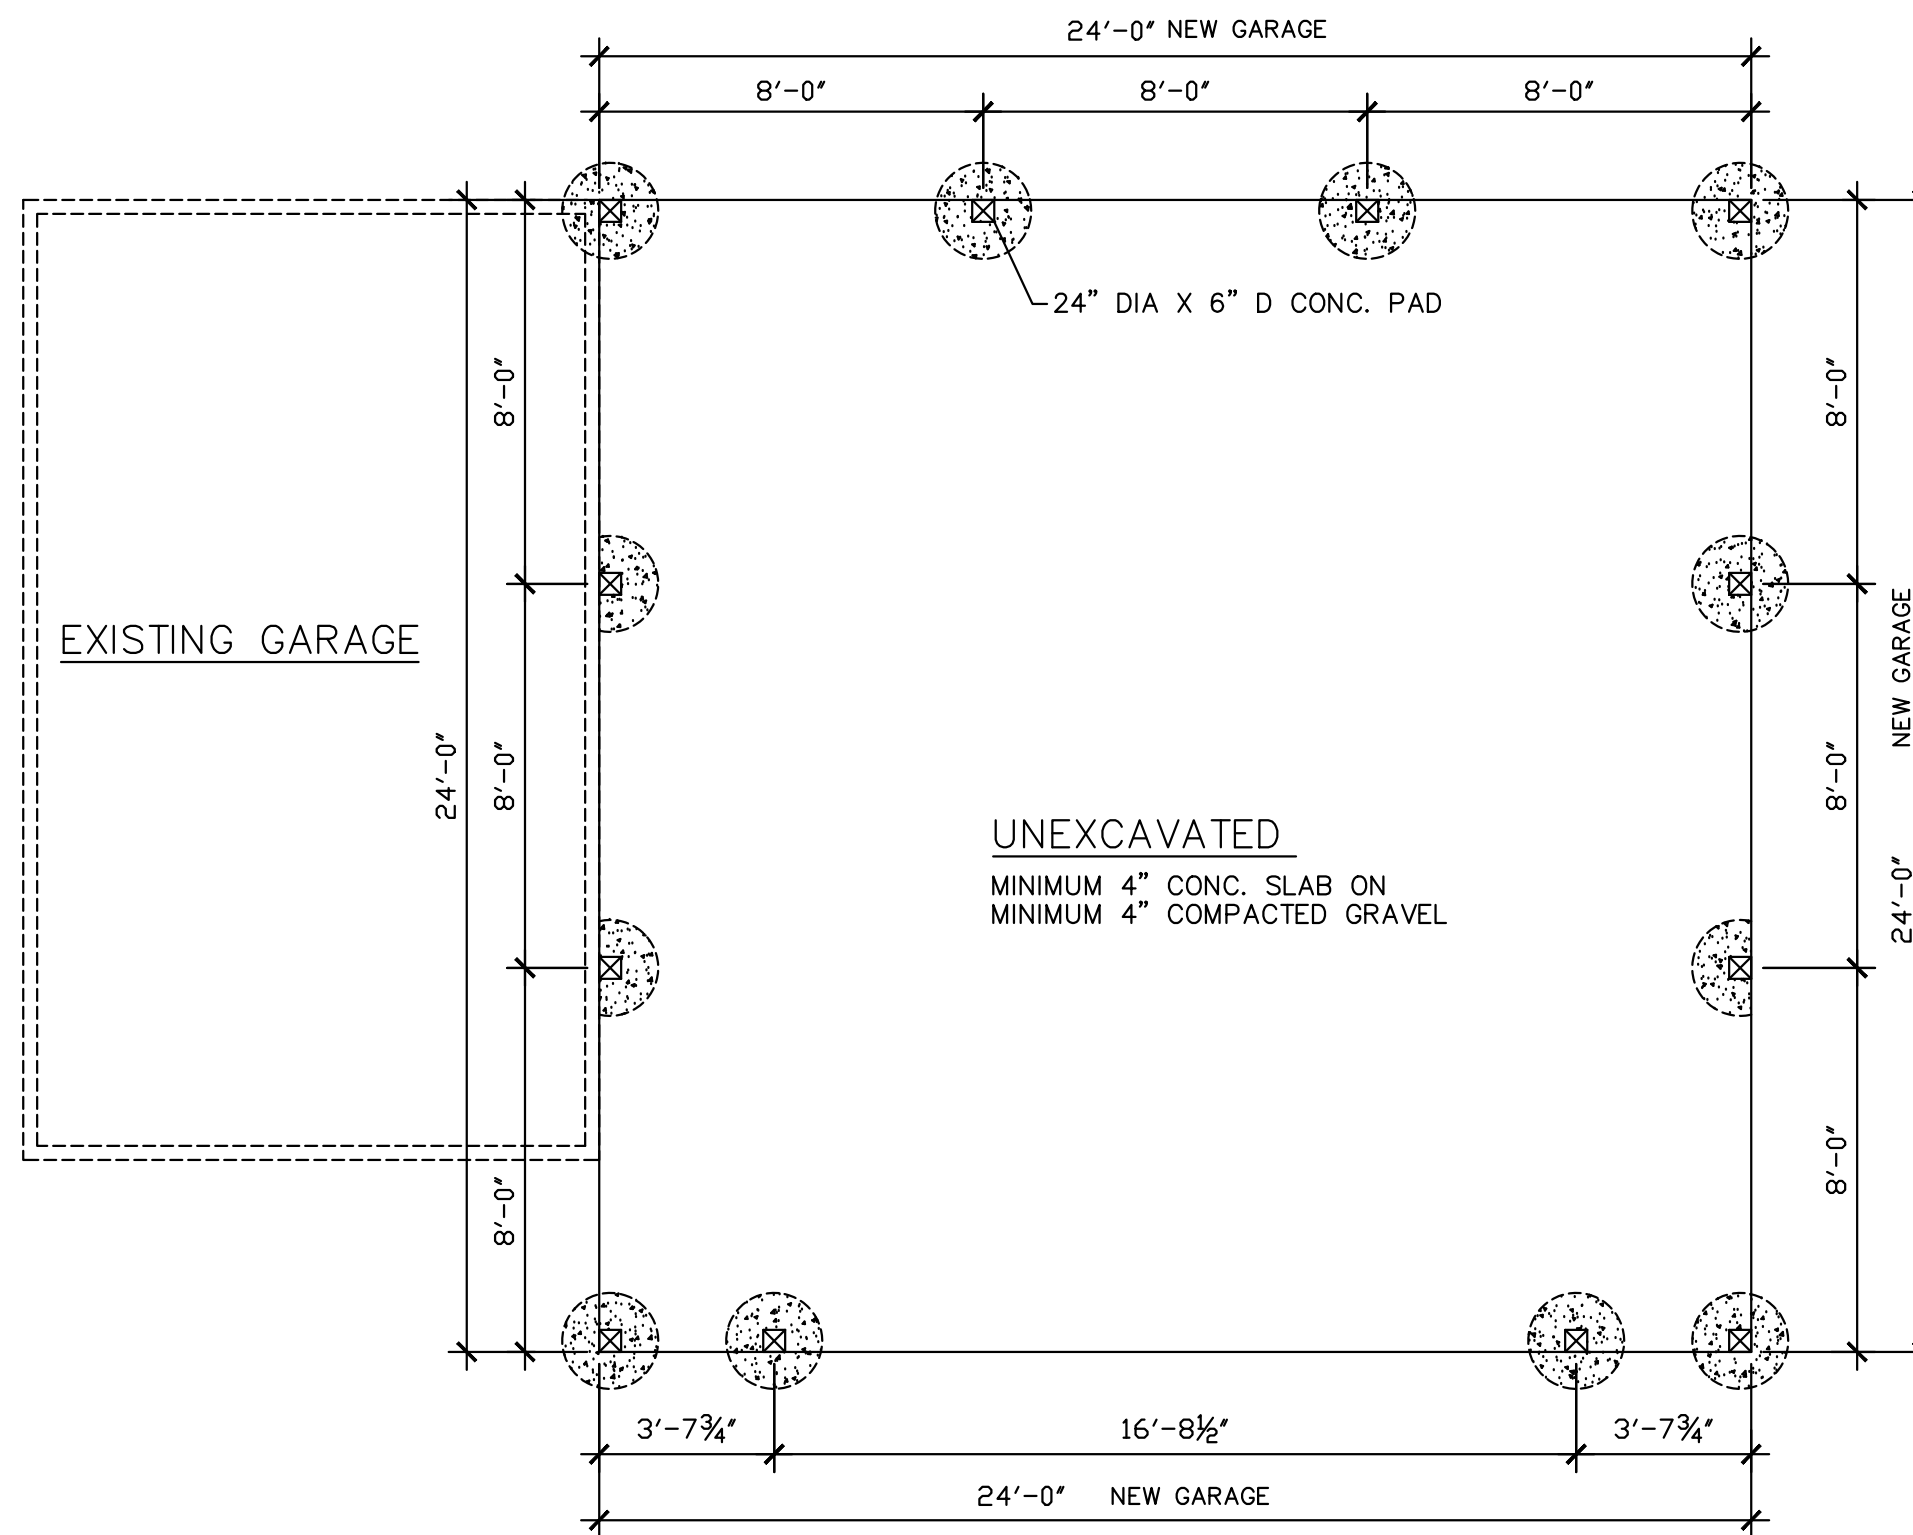 24'-0" NEW GARAGE
8'-0" 8'-0" 8'-0"
24” DIA X 6” D CONC. PAD
8'-0"
8'-0"
EXISTING GARAGE
NEW GARAGE
24'-0"
8'-0"
8'-0"
UNEXCAVATED
MINIMUM 4” CONC. SLAB ON
MINIMUM 4” COMPACTED GRAVEL
24'-0"
8'-0"
8'-0"
3'-7¾" 16'-8½" 3'-7¾"
24'-0" NEW GARAGE